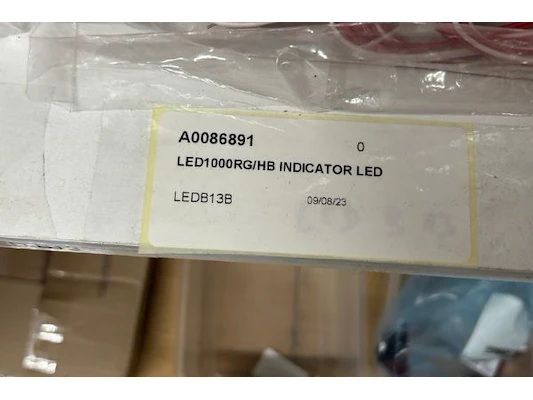 A0086891 0
LED1000RG/HB INDICATOR LED
LEDB13B 09/08/23